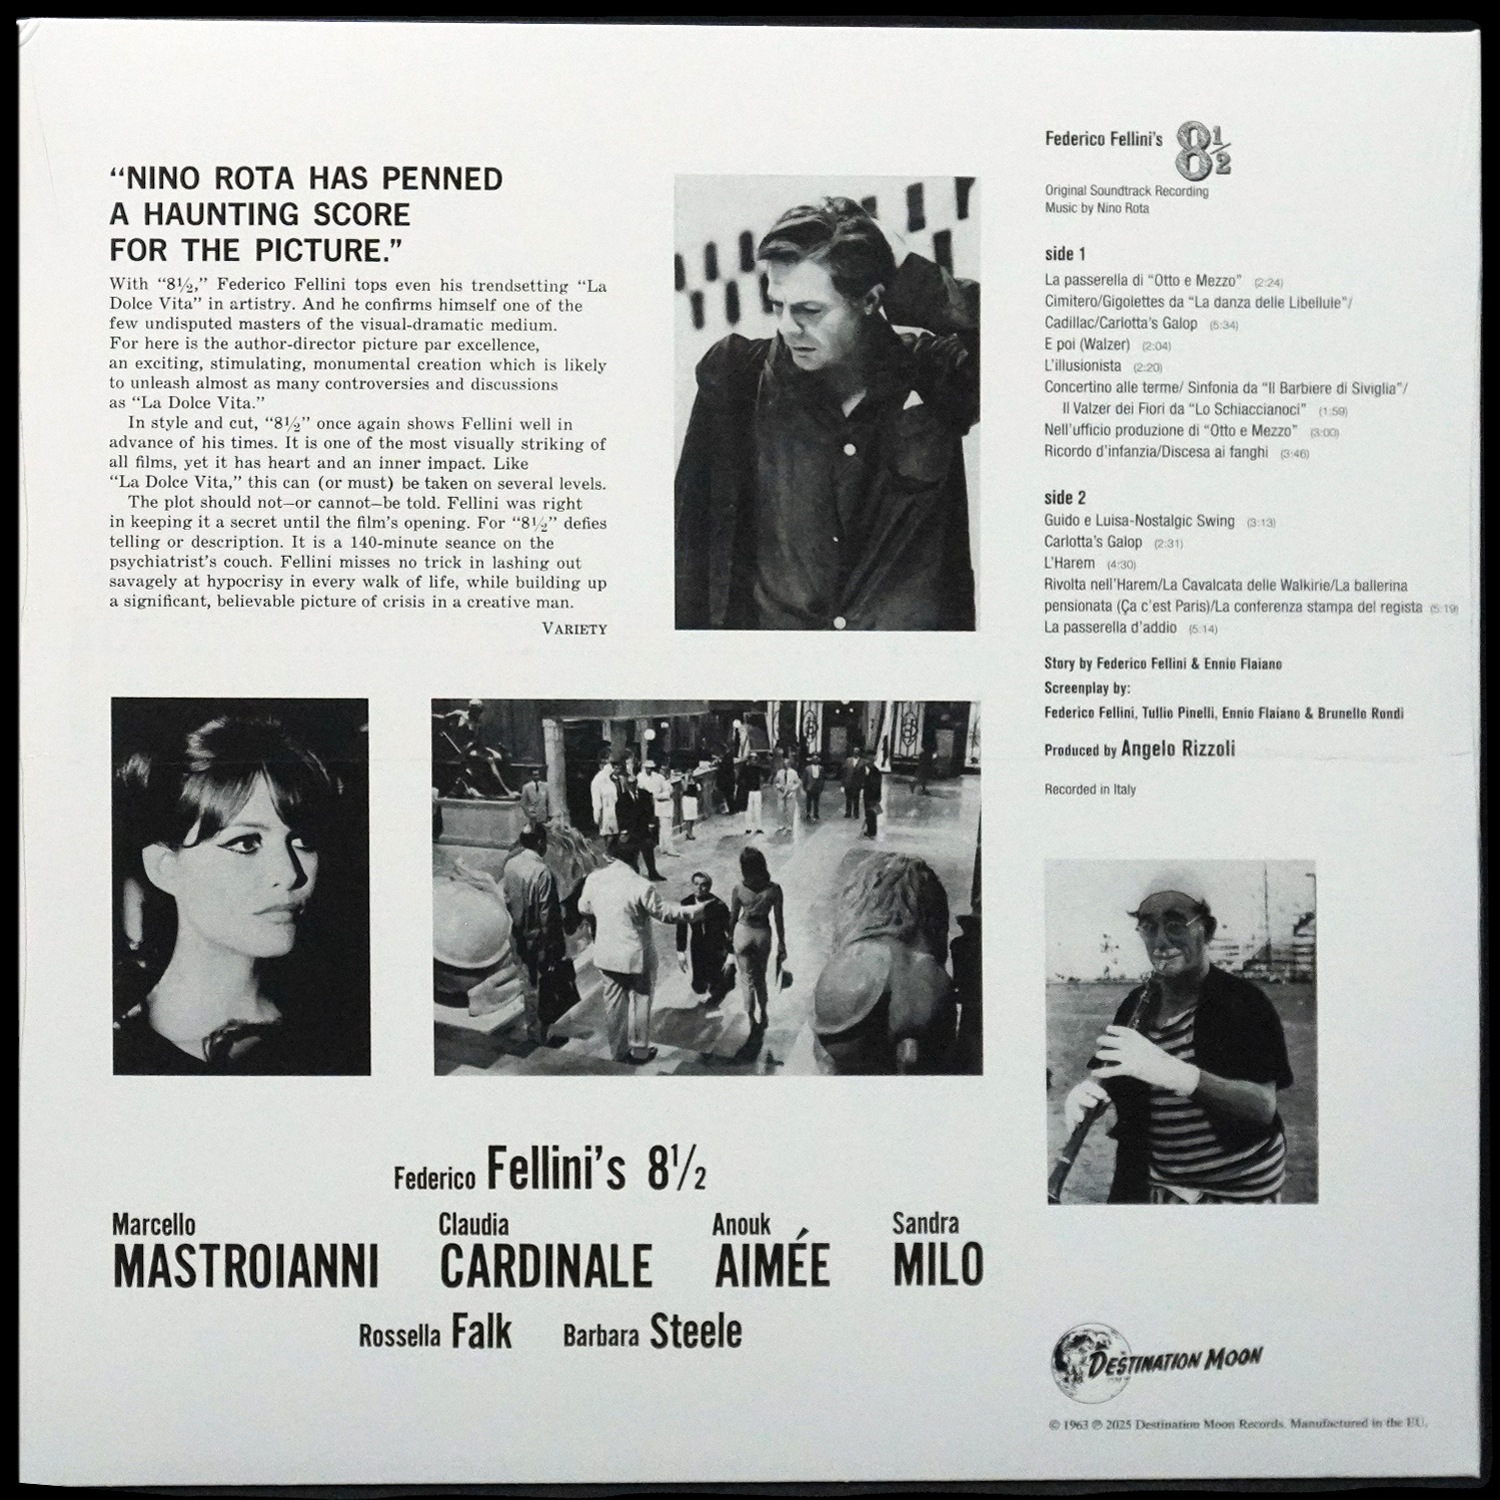 “NINO ROTA HAS PENNED
A HAUNTING SCORE
FOR THE PICTURE.”
With “8½,” Federico Fellini tops even his trendsetting “La
Dolce Vita” in artistry. And he confirms himself one of the
few undisputed masters of the visual-dramatic medium.
For here is the author-director picture par excellence,
an exciting, stimulating, monumental creation which is likely
to unleash almost as many controversies and discussions
as “La Dolce Vita.”
In style and cut, “8½” once again shows Fellini well in
advance of his times. It is one of the most visually striking of
all films, yet it has heart and an inner impact. Like
“La Dolce Vita,” this can (or must) be taken on several levels.
The plot should not—or cannot—be told. Fellini was right
in keeping it a secret until the film’s opening. For “8½” defies
telling or description. It is a 140-minute seance on the
psychiatrist’s couch. Fellini misses no trick in lashing out
savagely at hypocrisy in every walk of life, while building up
a significant, believable picture of crisis in a creative man.
VARIETY
Federico Fellini’s 8½
Original Soundtrack Recording
Music by Nino Rota
side 1
La passerella di “Otto e Mezzo” (2:24)
Cimitero/Gigolettes da “La danza delle Libellule”/
Cadillac/Carlotta’s Galop (5:34)
E poi (Walzer) (2:04)
L’illusionista (2:20)
Concertino alle terme/ Sinfonia da “Il Barbiere di Siviglia”/
Il Valzer dei Fiori da “Lo Schiaccianoci” (1:59)
Nell’ufficio produzione di “Otto e Mezzo” (3:00)
Ricordo d’infanzia/Discesa ai fanghi (3:46)
side 2
Guido e Luisa-Nostalgic Swing (3:13)
Carlotta’s Galop (2:31)
L’Harem (4:30)
Rivolta nell’Harem/La Cavalcata delle Walkirie/La ballerina
pensionata (Ça c’est Paris)/La conferenza stampa del regista (5:19)
La passerella d’addio (5:14)
Story by Federico Fellini & Ennio Flaiano
Screenplay by:
Federico Fellini, Tullio Pinelli, Ennio Flaiano & Brunello Rondi
Produced by Angelo Rizzoli
Recorded in Italy
Federico Fellini’s 8½
Marcello MASTROIANNI
Claudia CARDINALE
Anouk AIMÉE
Sandra MILO
Rossella Falk Barbara Steele
DESTINATION MOON
© 1963 ℗ 2025 Destination Moon Records. Manufactured in the EU.